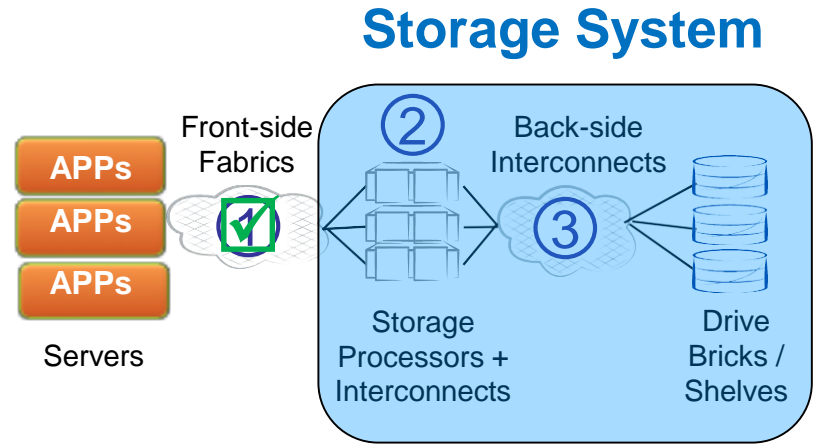 Storage System
Front-side
Fabrics
2
Back-side
Interconnects
APPs
APPs
APPs
1
3
Servers
Storage
Processors +
Interconnects
Drive
Bricks /
Shelves